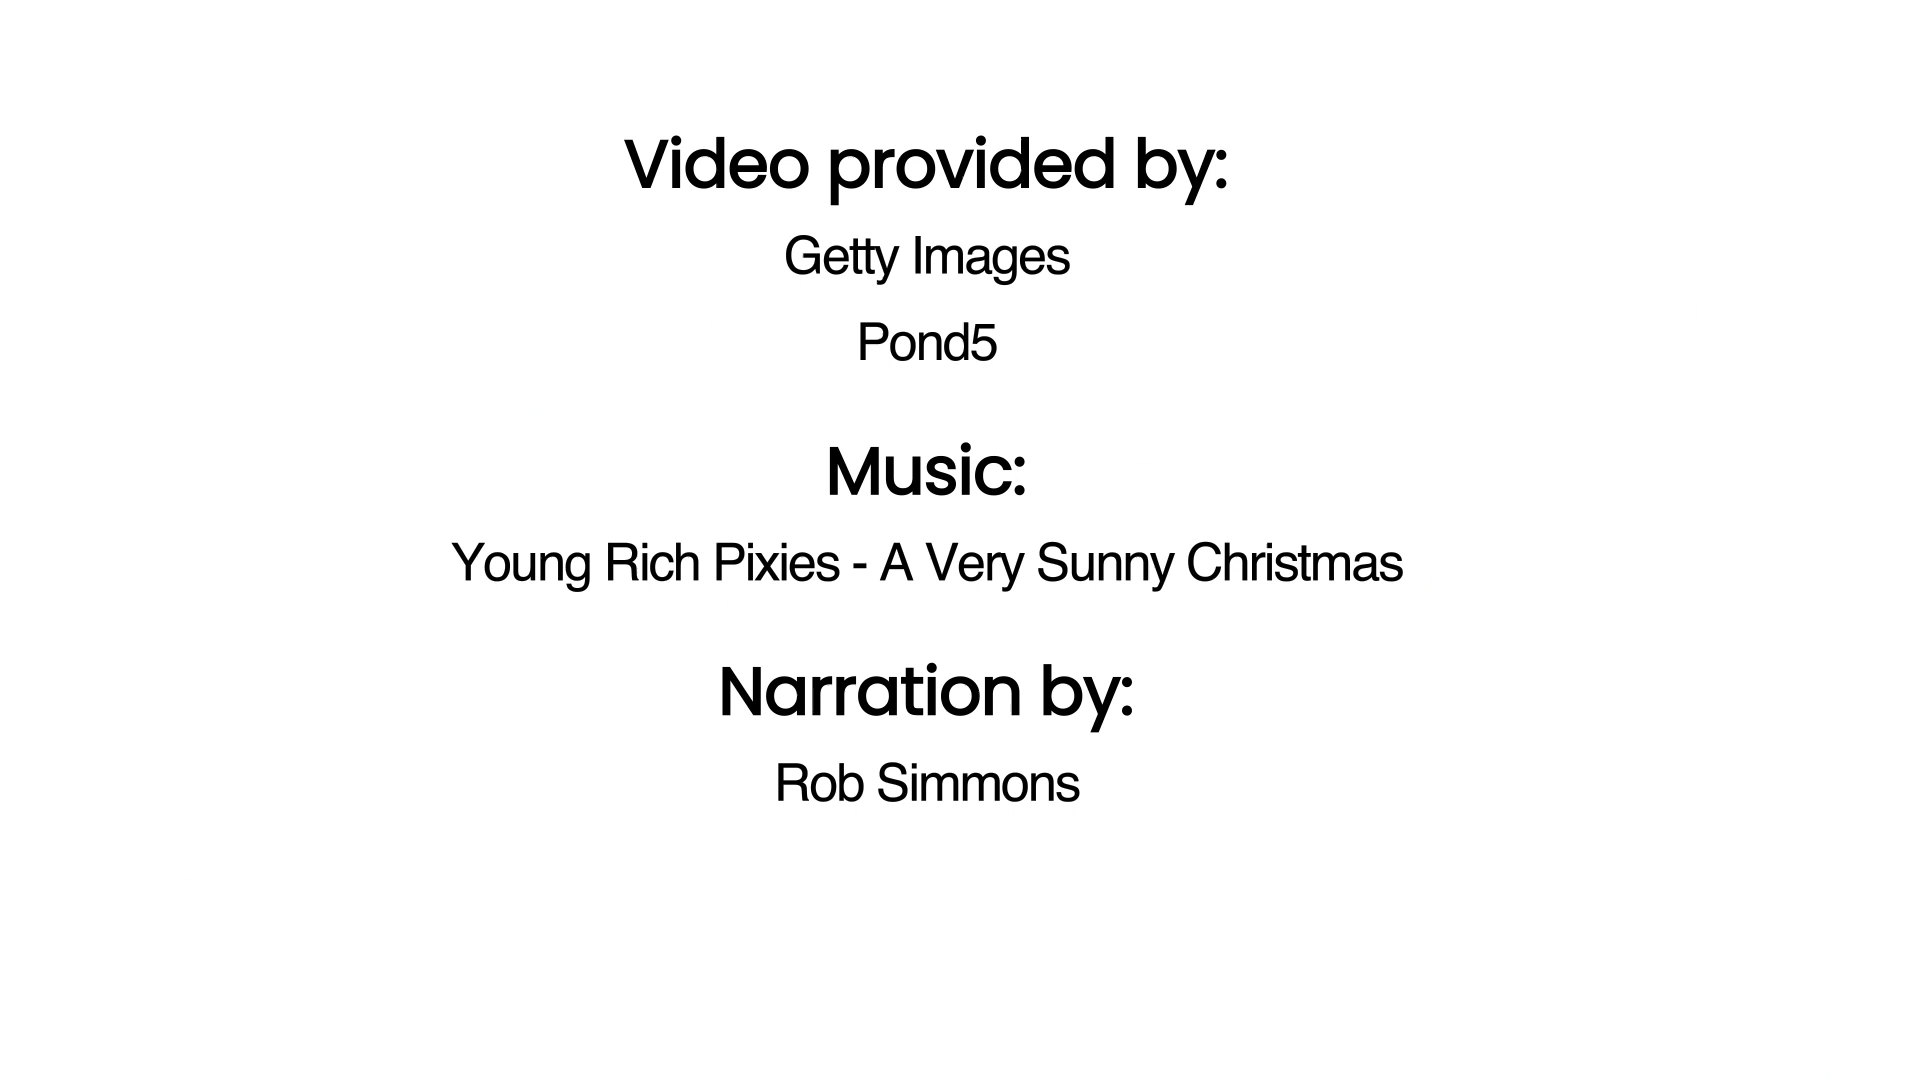 Video provided by:
Getty Images
Pond5
Music:
Young Rich Pixies - A Very Sunny Christmas
Narration by:
Rob Simmons